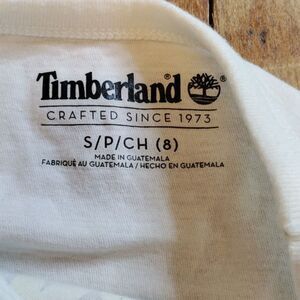 Timberland®
CRAFTED SINCE 1973
S/P/CH (8)
MADE IN GUATEMALA
FABRIQUÉ AU GUATEMALA / HECHO EN GUATEMALA